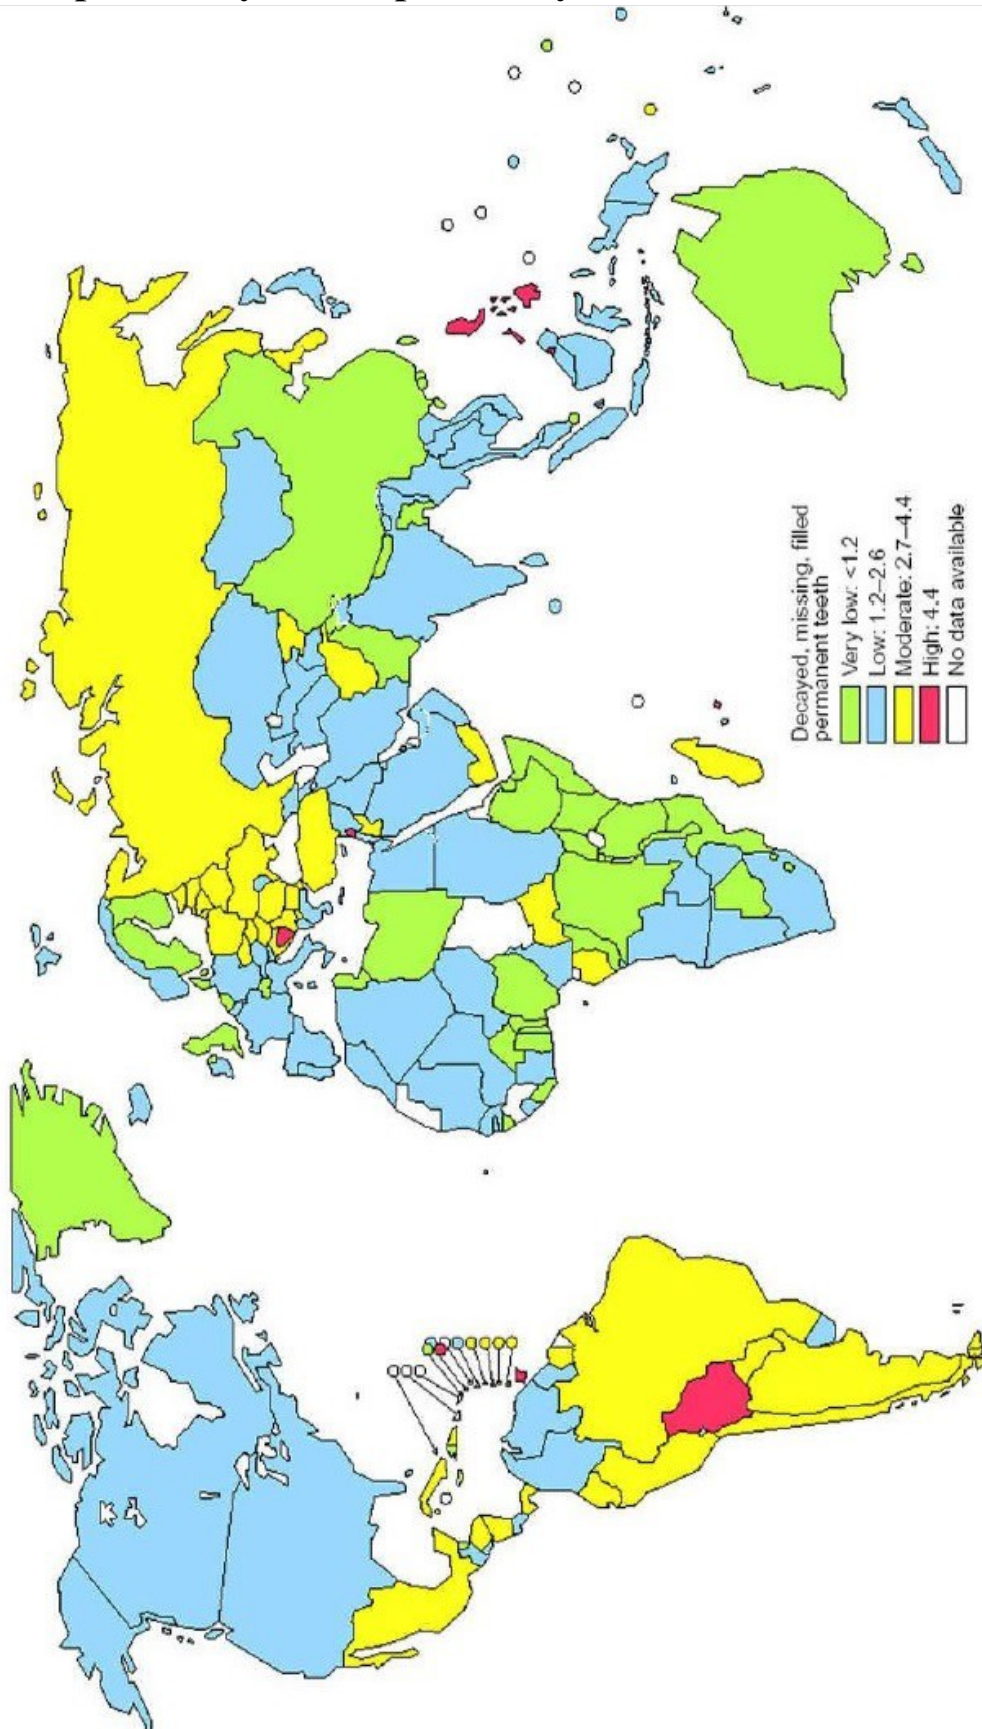 Decayed, missing, filled
permanent teeth
Very low: <1.2
Low: 1.2–2.6
Moderate: 2.7–4.4
High: 4.4
No data available